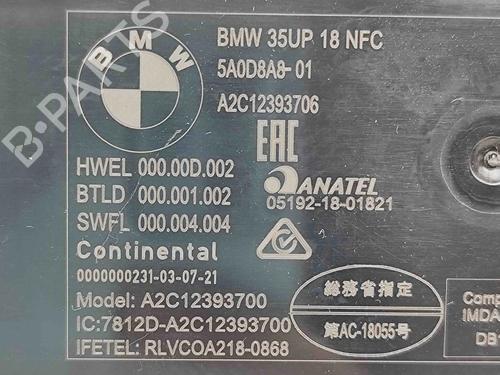 BMW
BMW 35UP 18 NFC
5A0D8A8-01
A2C12393706
EAC
HWEL 000.00D.002
BTLD 000.001.002
SWFL 000.004.004
ANATEL
05192-18-01821
Continental
0000000231-03-07-21
Model: A2C12393700
IC:7812D-A2C12393700
IFETEL: RLVCOA218-0868
総務省指定
第AC-18055号
Comp
IMDA
DB1
B-PARTS